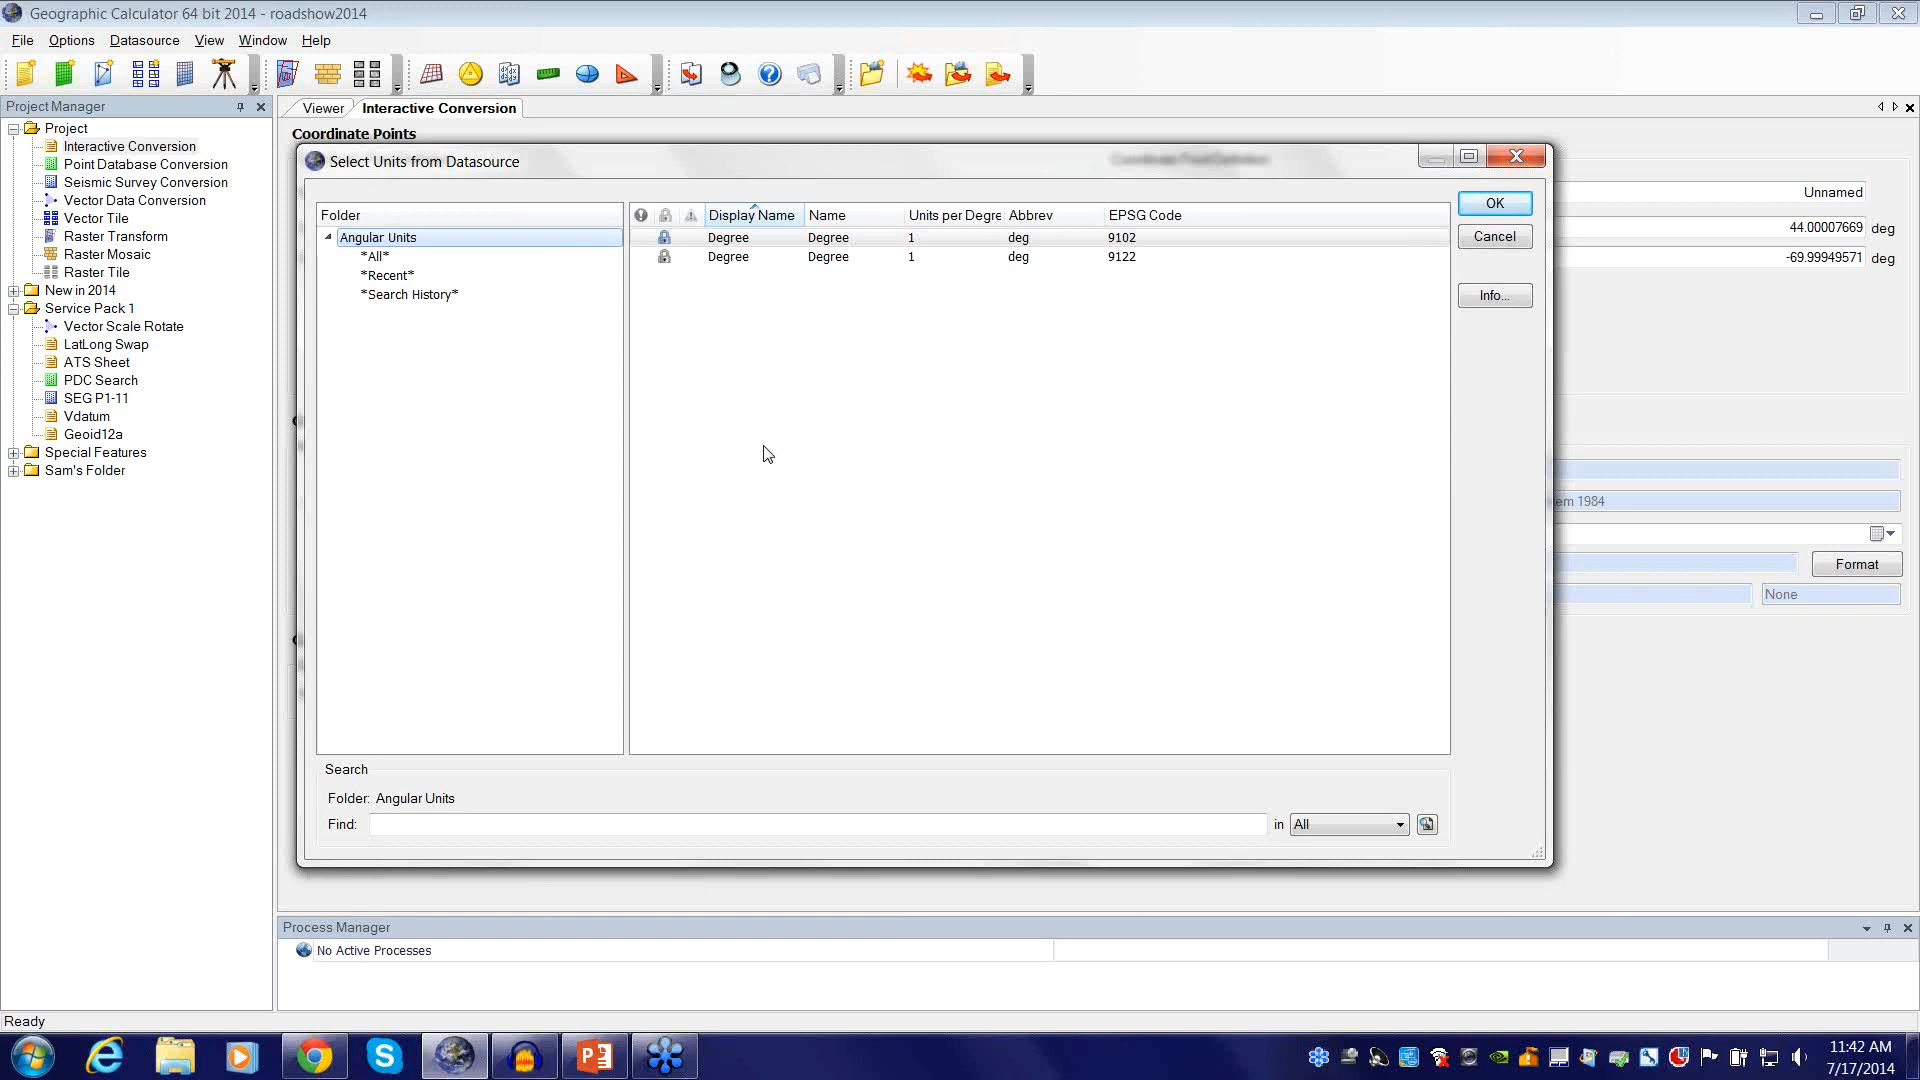 Geographic Calculator 64 bit 2014 - roadshow2014
File Options Datasource View Window Help
Project Manager
Project
Interactive Conversion
Point Database Conversion
Seismic Survey Conversion
Vector Data Conversion
Vector Tile
Raster Transform
Raster Mosaic
Raster Tile
New in 2014
Service Pack 1
Vector Scale Rotate
LatLong Swap
ATS Sheet
PDC Search
SEG P1-11
Vdatum
Geoid12a
Special Features
Sam's Folder
Viewer Interactive Conversion
Coordinate Points
Select Units from Datasource
Folder
Angular Units
*All*
*Recent*
*Search History*
Display Name Name Units per Degre Abbrev EPSG Code
Degree Degree 1 deg 9102
Degree Degree 1 deg 9122
OK
Cancel
Info...
Search
Folder: Angular Units
Find: in All
Unnamed
44.00007669 deg
-69.99949571 deg
em 1984
Format
None
Process Manager
No Active Processes
Ready
11:42 AM
7/17/2014